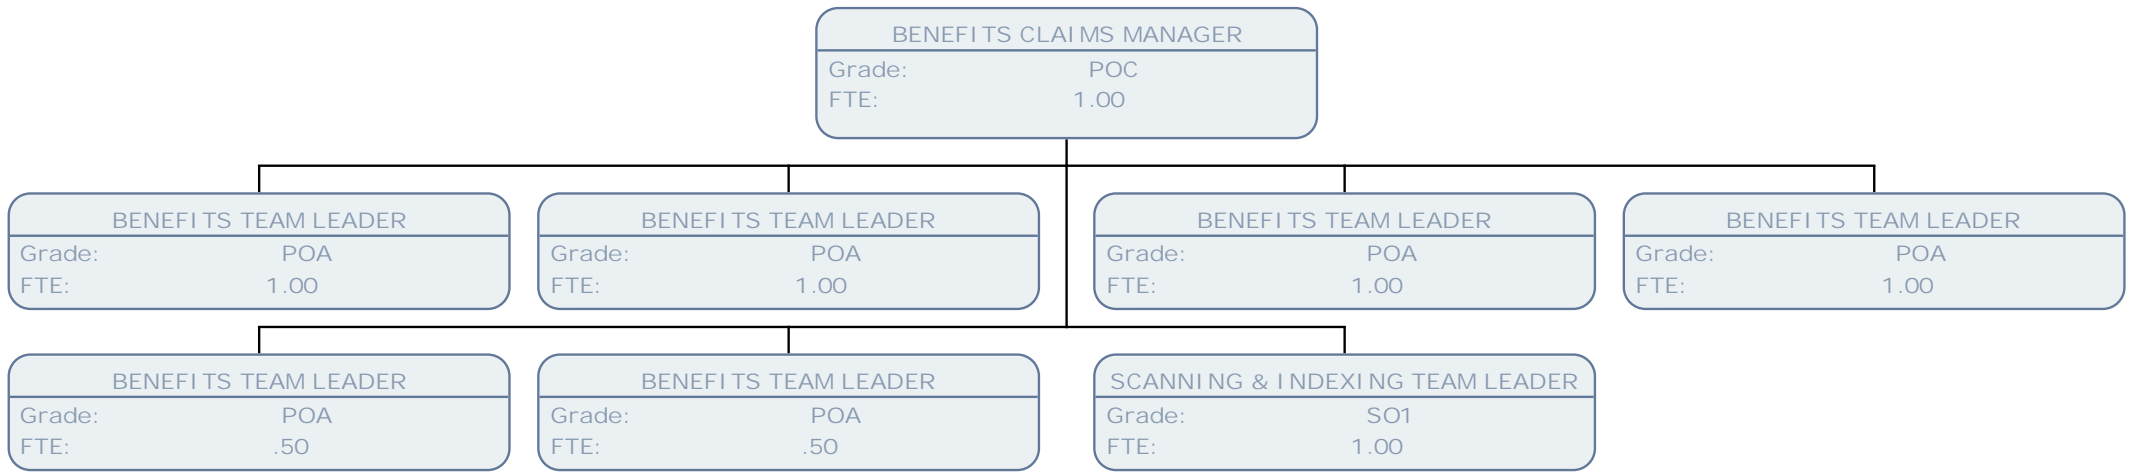 BENEFITS CLAIMS MANAGER
Grade: POC
FTE: 1.00
BENEFITS TEAM LEADER
Grade: POA
FTE: 1.00
BENEFITS TEAM LEADER
Grade: POA
FTE: 1.00
BENEFITS TEAM LEADER
Grade: POA
FTE: 1.00
BENEFITS TEAM LEADER
Grade: POA
FTE: 1.00
BENEFITS TEAM LEADER
Grade: POA
FTE: .50
BENEFITS TEAM LEADER
Grade: POA
FTE: .50
SCANNING & INDEXING TEAM LEADER
Grade: SO1
FTE: 1.00